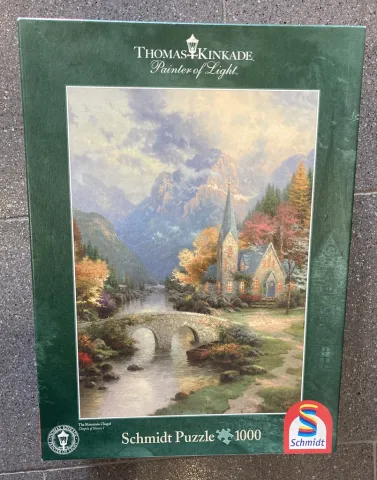 THOMAS KINKADE
Painter of Light
The Mountain Chapel
Schmidt Puzzle 1000
Schmidt